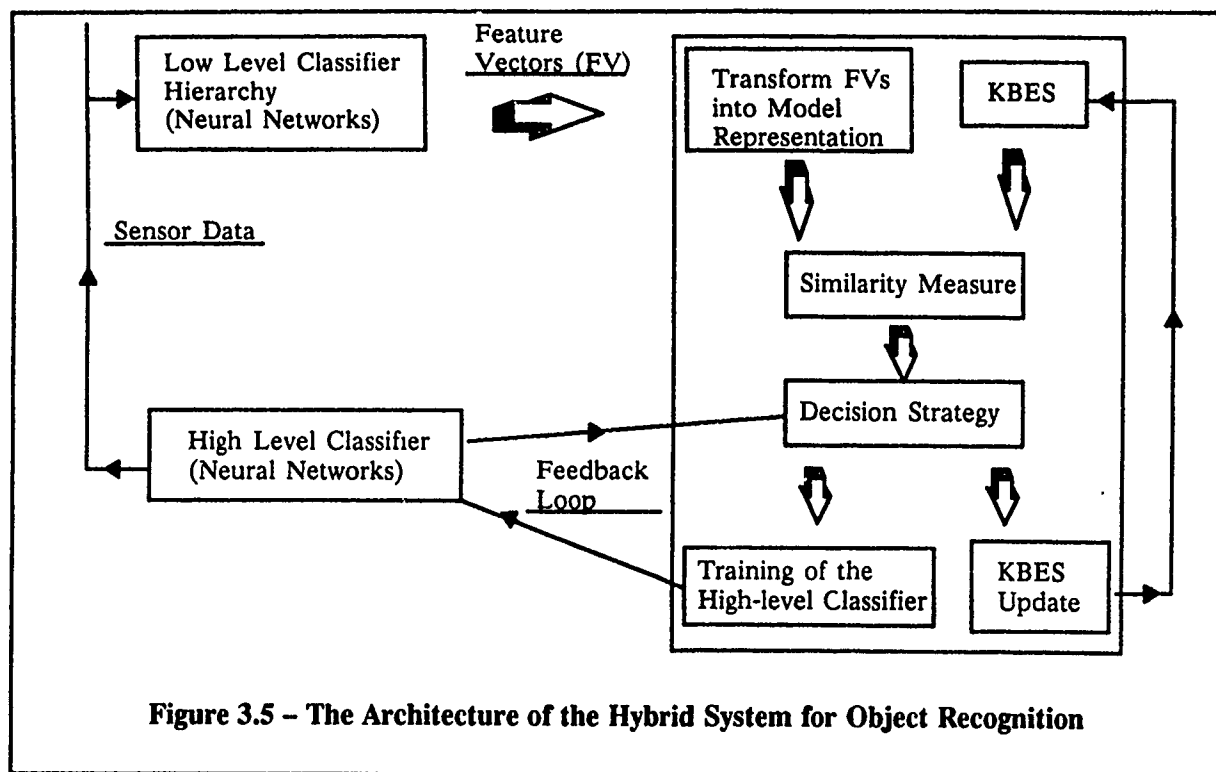 Low Level Classifier
Hierarchy
(Neural Networks)
Feature
Vectors (FV)
Transform FVs
into Model
Representation
KBES
Sensor Data
Similarity Measure
Decision Strategy
High Level Classifier
(Neural Networks)
Feedback
Loop
Training of the
High-level Classifier
KBES
Update
Figure 3.5 – The Architecture of the Hybrid System for Object Recognition